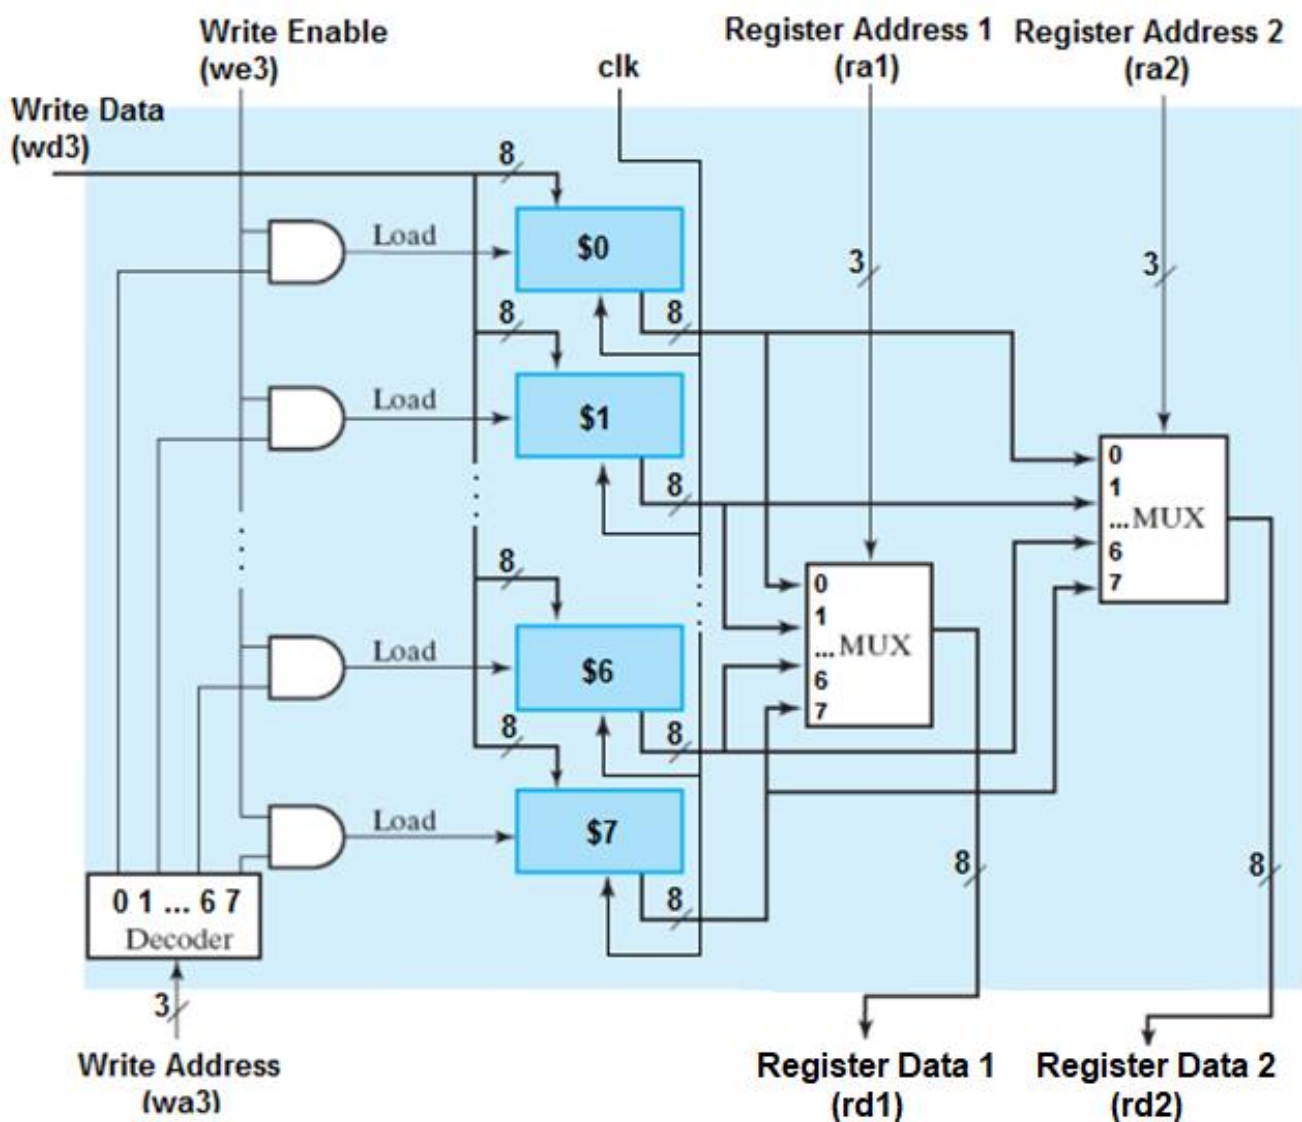 Write Enable
(we3)
clk
Register Address 1
(ra1)
Register Address 2
(ra2)
Write Data
(wd3)
8
Load
$0
3
3
8
8
Load
$1
8
0
1
...MUX
6
7
8
0
1
...MUX
6
7
Load
$6
8
8
Load
$7
8
8
8
0 1 ... 6 7
Decoder
3
Write Address
(wa3)
Register Data 1
(rd1)
Register Data 2
(rd2)